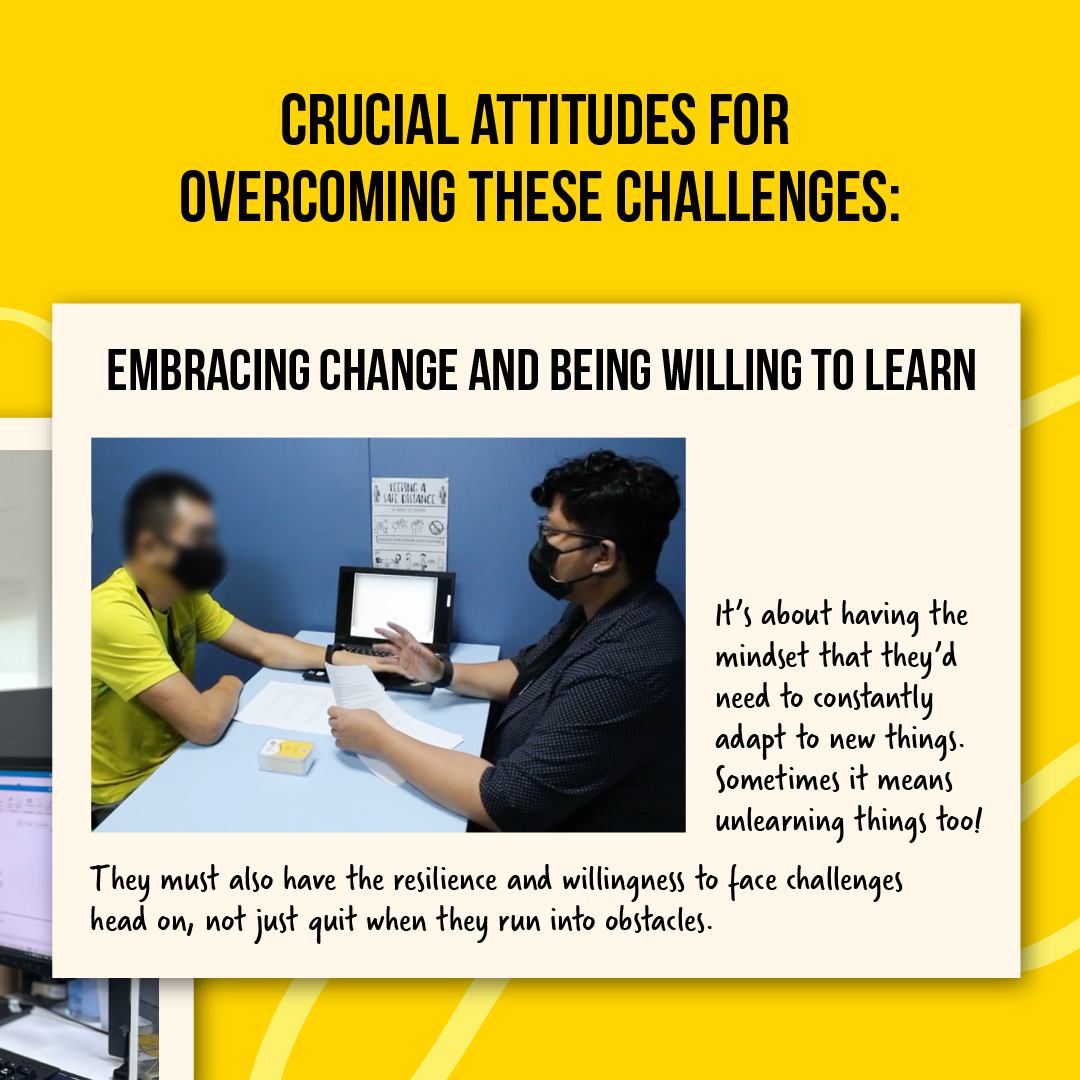 CRUCIAL ATTITUDES FOR
OVERCOMING THESE CHALLENGES:
EMBRACING CHANGE AND BEING WILLING TO LEARN
KEEPING A
SAFE DISTANCE
It's about having the
mindset that they'd
need to constantly
adapt to new things.
Sometimes it means
unlearning things too!
They must also have the resilience and willingness to face challenges
head on, not just quit when they run into obstacles.